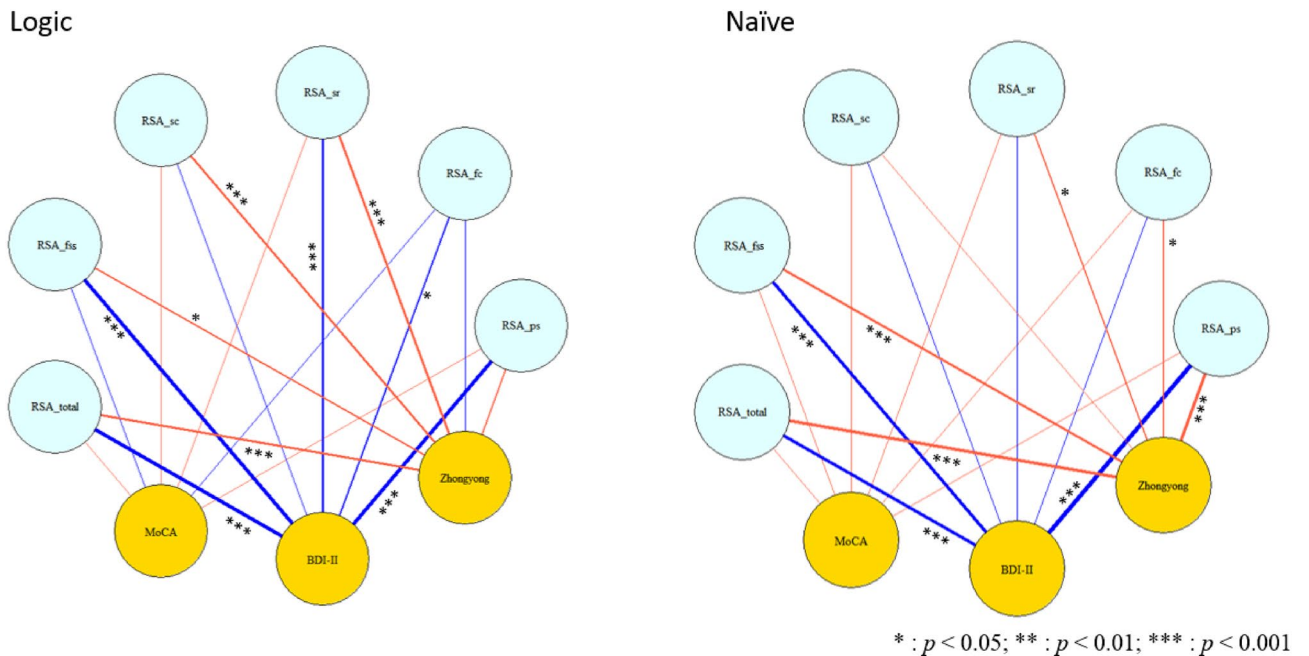 Logic
RSA_sr
RSA_sc
RSA_fc
RSA_fss
RSA_ps
RSA_total
Zhongyong
MoCA
BDI-II
***
***
***
*
*
***
***
***
***
Naïve
RSA_sr
RSA_sc
RSA_fc
RSA_fss
RSA_ps
RSA_total
Zhongyong
MoCA
BDI-II
*
*
***
***
***
***
***
***
* : p < 0.05; ** : p < 0.01; *** : p < 0.001